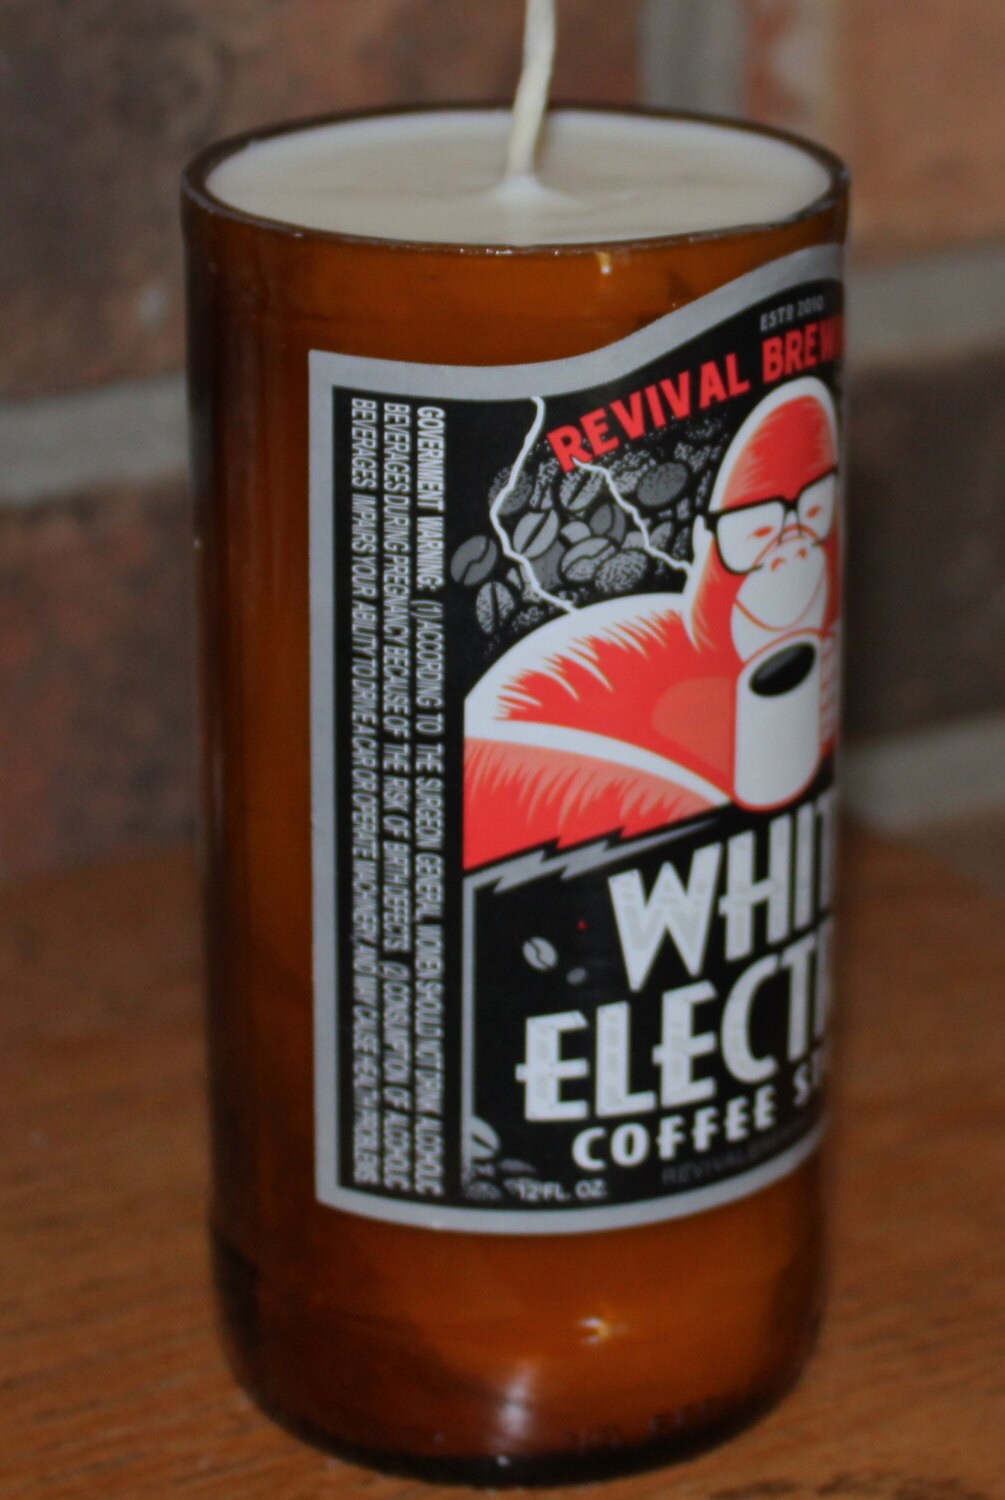 ESTD 2010
REVIVAL BREW
WHIT
ELECT
COFFEE S
12 FL. OZ.
GOVERNMENT WARNING: (1) ACCORDING TO THE SURGEON GENERAL, WOMEN SHOULD NOT DRINK ALCOHOLIC
BEVERAGES DURING PREGNANCY BECAUSE OF THE RISK OF BIRTH DEFECTS. (2) CONSUMPTION OF ALCOHOLIC
BEVERAGES IMPAIRS YOUR ABILITY TO DRIVE A CAR OR OPERATE MACHINERY, AND MAY CAUSE HEALTH PROBLEMS